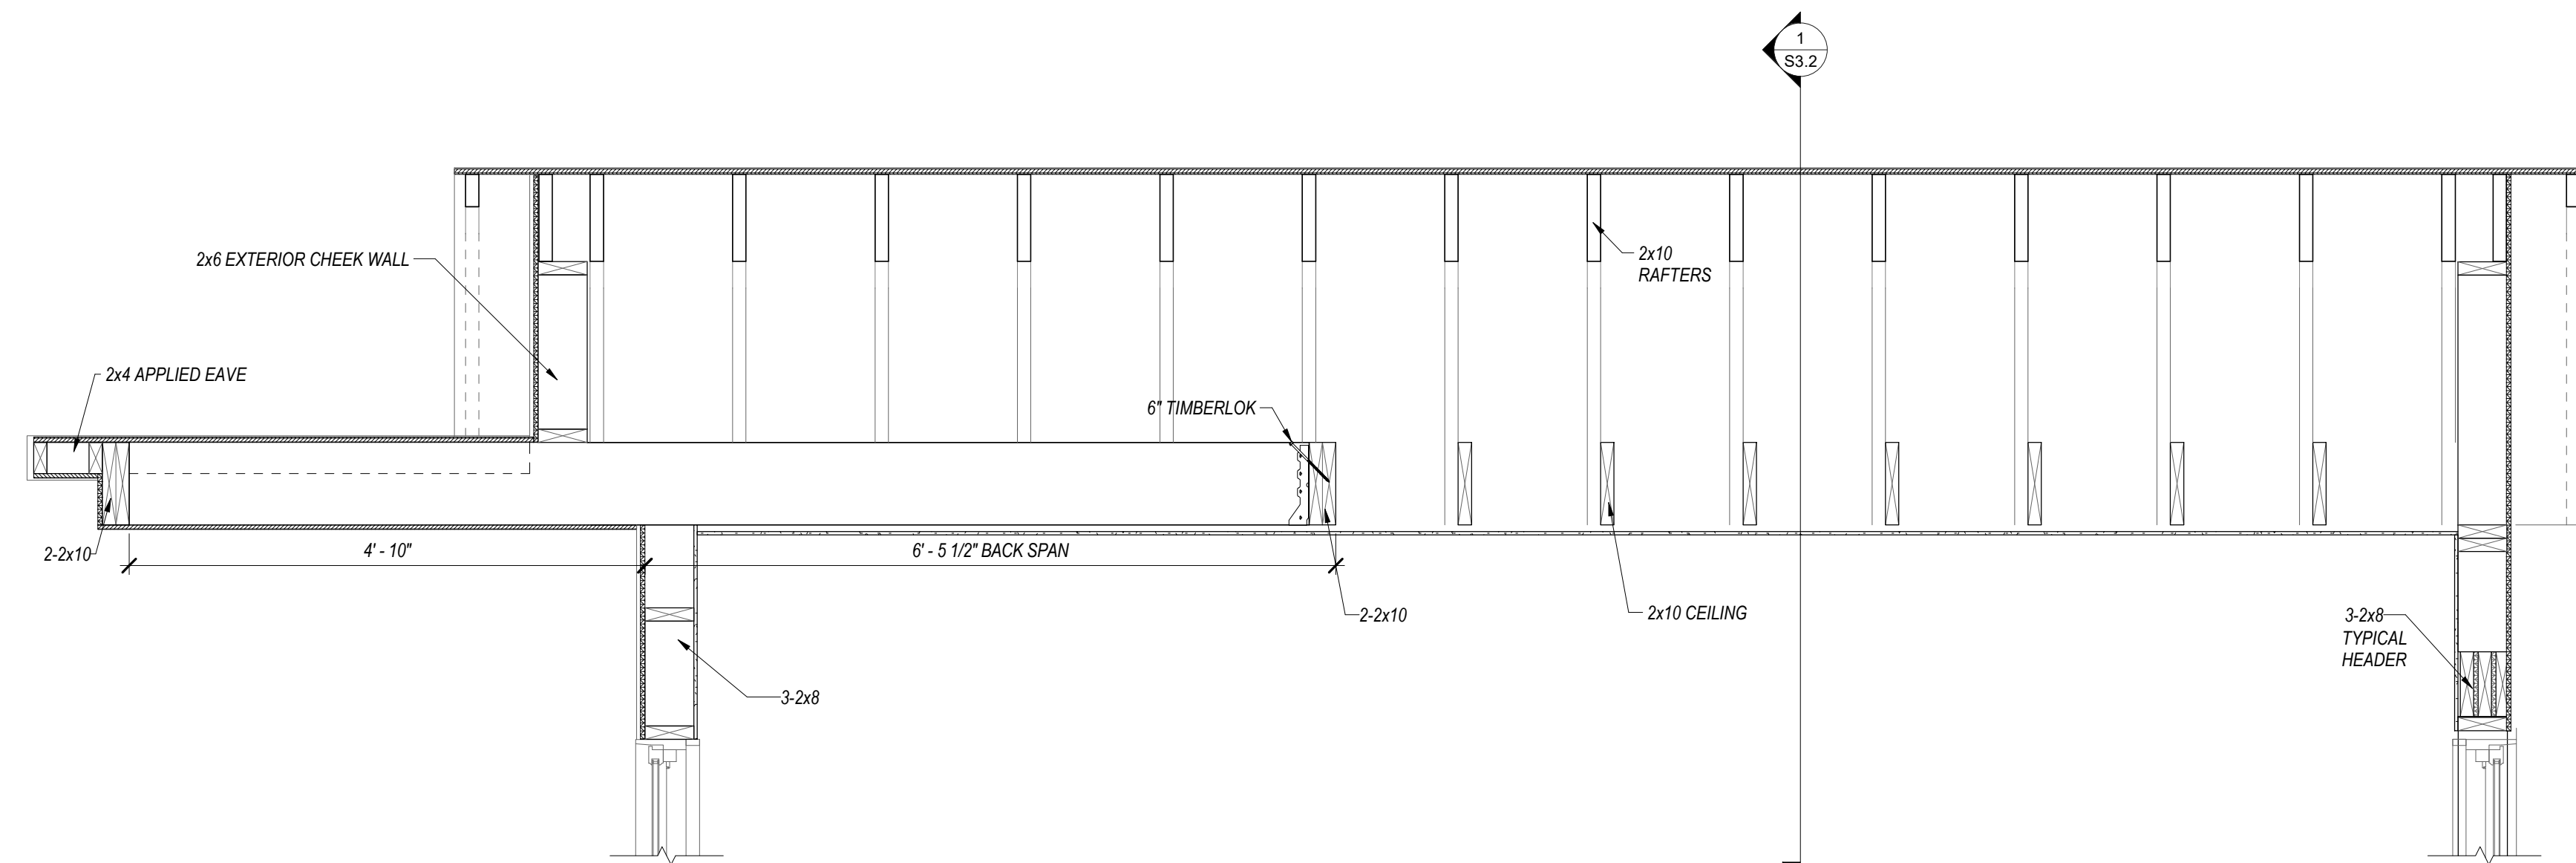 1
S3.2
2x6 EXTERIOR CHEEK WALL
2x10
RAFTERS
2x4 APPLIED EAVE
6" TIMBERLOK
2-2x10
4' - 10"
6' - 5 1/2" BACK SPAN
2-2x10
2x10 CEILING
3-2x8
TYPICAL
HEADER
3-2x8